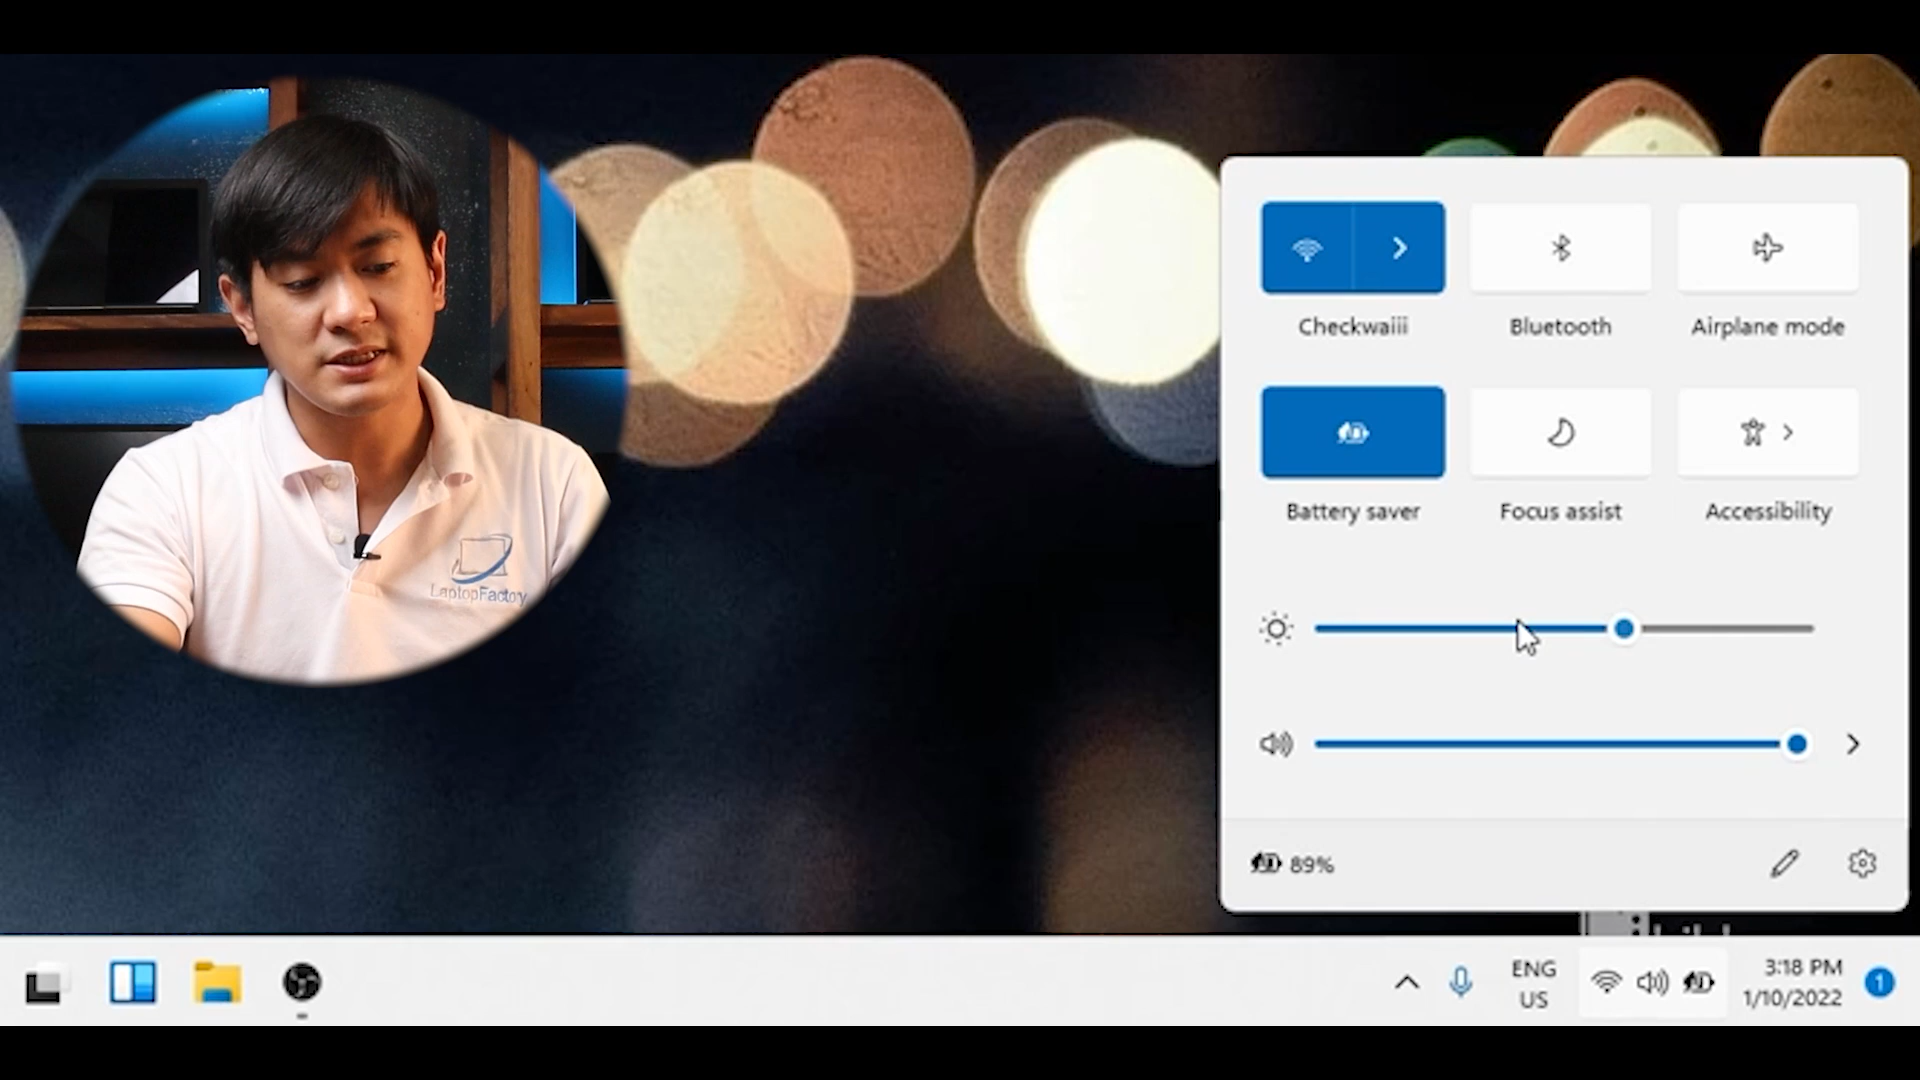 LaptopFactory
Checkwaiii
Bluetooth
Airplane mode
Battery saver
Focus assist
Accessibility
89%
ENG
US
3:18 PM
1/10/2022
1